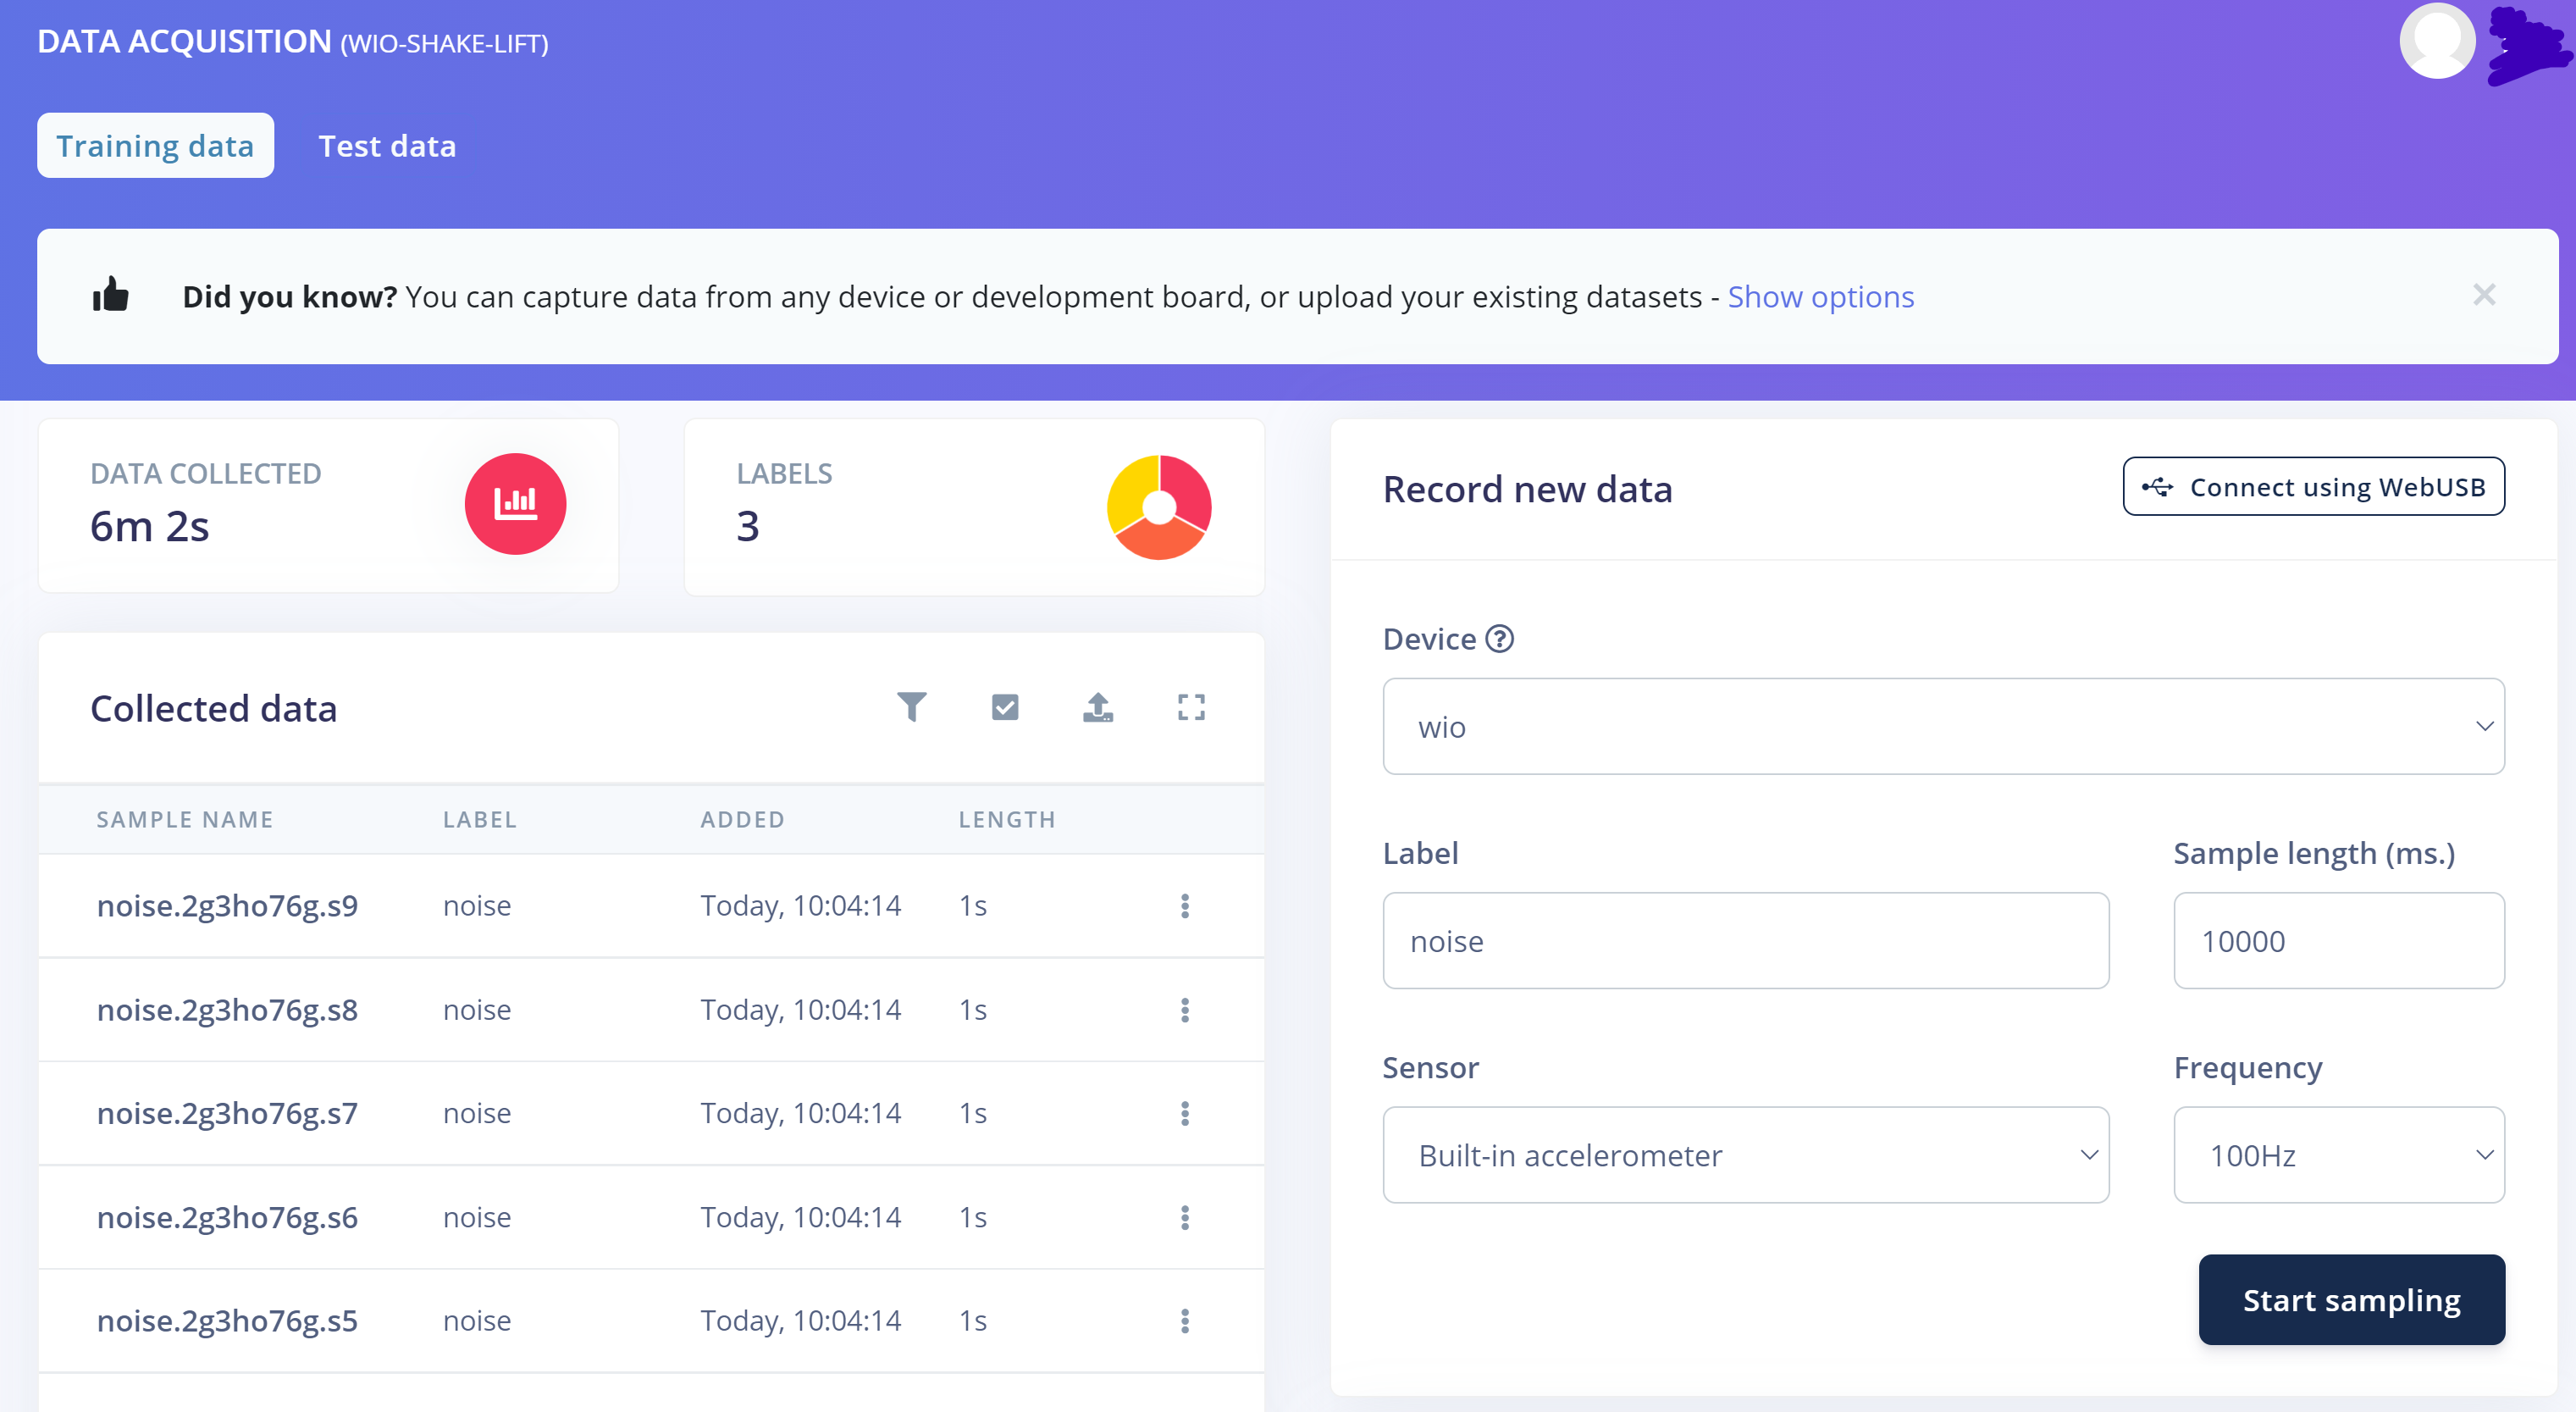 DATA ACQUISITION (WIO-SHAKE-LIFT)
Training data
Test data
Did you know? You can capture data from any device or development board, or upload your existing datasets - Show options
DATA COLLECTED
6m 2s
LABELS
3
Collected data
SAMPLE NAME LABEL ADDED LENGTH
noise.2g3ho76g.s9 noise Today, 10:04:14 1s
noise.2g3ho76g.s8 noise Today, 10:04:14 1s
noise.2g3ho76g.s7 noise Today, 10:04:14 1s
noise.2g3ho76g.s6 noise Today, 10:04:14 1s
noise.2g3ho76g.s5 noise Today, 10:04:14 1s
Record new data
Connect using WebUSB
Device ?
wio
Label
noise
Sample length (ms.)
10000
Sensor
Built-in accelerometer
Frequency
100Hz
Start sampling